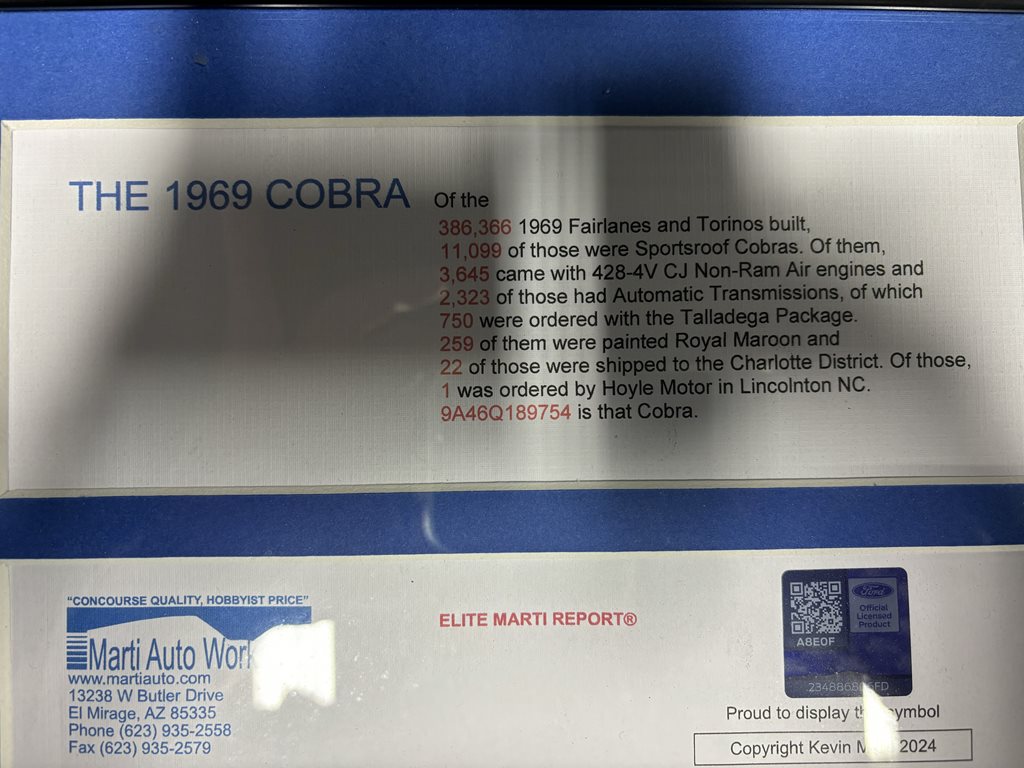 THE 1969 COBRA
Of the
386,366 1969 Fairlanes and Torinos built,
11,099 of those were Sportsroof Cobras. Of them,
3,645 came with 428-4V CJ Non-Ram Air engines and
2,323 of those had Automatic Transmissions, of which
750 were ordered with the Talladega Package.
259 of them were painted Royal Maroon and
22 of those were shipped to the Charlotte District. Of those,
1 was ordered by Hoyle Motor in Lincolnton NC.
9A46Q189754 is that Cobra.
"CONCOURSE QUALITY, HOBBYIST PRICE"
Marti Auto
www.martiauto.com
13238 W Butler Drive
El Mirage, AZ 85335
Phone (623) 935-2558
Fax (623) 935-2579
ELITE MARTI REPORT®
Ford
Official
Licensed
Product
A8E0F
Proud to display
Copyright Kevin 2024